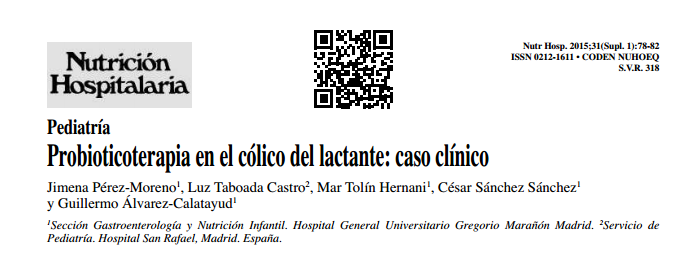 Nutrición
Hospitalaria
Nutr Hosp. 2015;31(Supl. 1):78-82
ISSN 0212-1611 • CODEN NUHOEQ
S.V.R. 318
Pediatría
Probioticoterapia en el cólico del lactante: caso clínico
Jimena Pérez-Moreno¹, Luz Taboada Castro², Mar Tolín Hernani¹, César Sánchez Sánchez¹
y Guillermo Álvarez-Calatayud¹
¹Sección Gastroenterología y Nutrición Infantil. Hospital General Universitario Gregorio Marañón Madrid. ²Servicio de
Pediatría. Hospital San Rafael, Madrid. España.